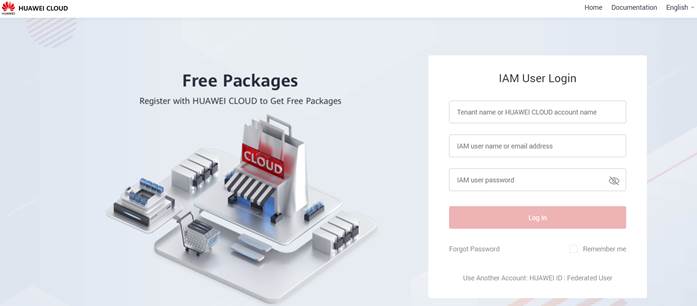 HUAWEI CLOUD
Home Documentation English
Free Packages
Register with HUAWEI CLOUD to Get Free Packages
CLOUD
IAM User Login
Tenant name or HUAWEI CLOUD account name
IAM user name or email address
IAM user password
Log In
Forgot Password Remember me
Use Another Account: HUAWEI ID | Federated User